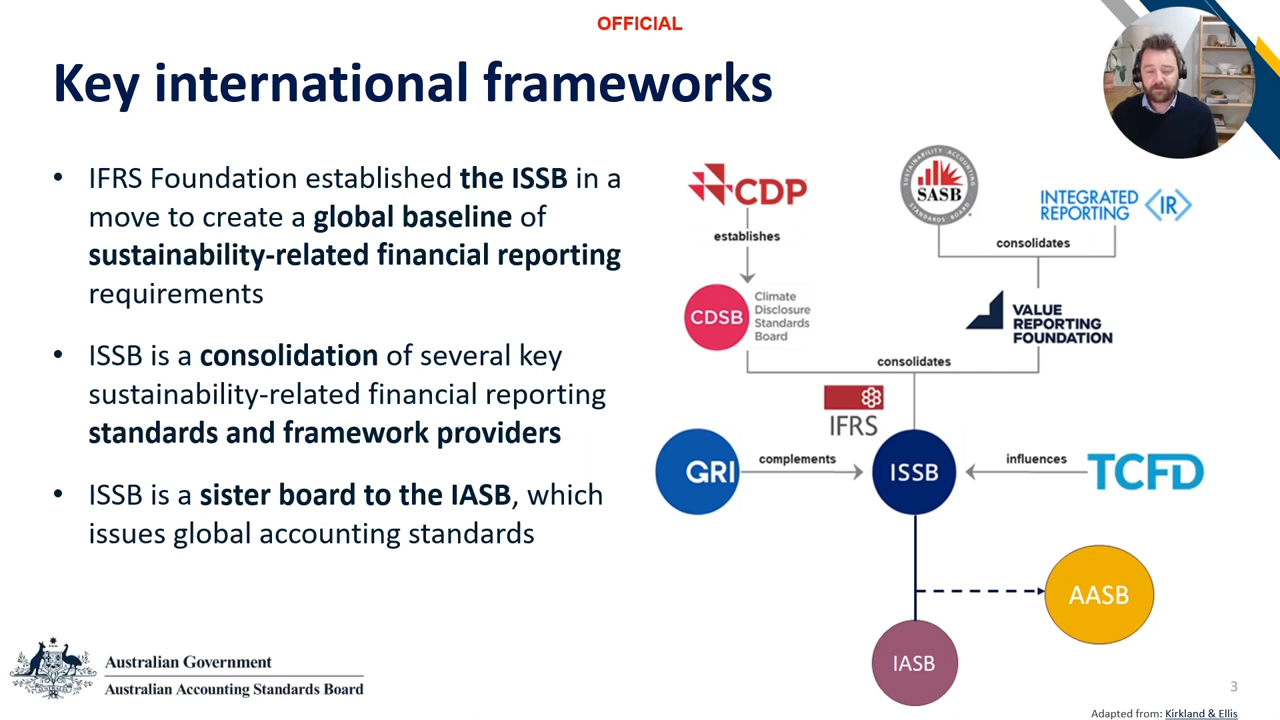 OFFICIAL
Key international frameworks
• IFRS Foundation established the ISSB in a
move to create a global baseline of
sustainability-related financial reporting
requirements
• ISSB is a consolidation of several key
sustainability-related financial reporting
standards and framework providers
• ISSB is a sister board to the IASB, which
issues global accounting standards
CDP
SUSTAINABILITY ACCOUNTING
SASB
STANDARDS BOARD
INTEGRATED
REPORTING
IR
establishes
consolidates
CDSB
Climate
Disclosure
Standards
Board
VALUE
REPORTING
FOUNDATION
consolidates
IFRS
GRI
complements
ISSB
influences
TCFD
AASB
IASB
Australian Government
Australian Accounting Standards Board
3
Adapted from: Kirkland & Ellis